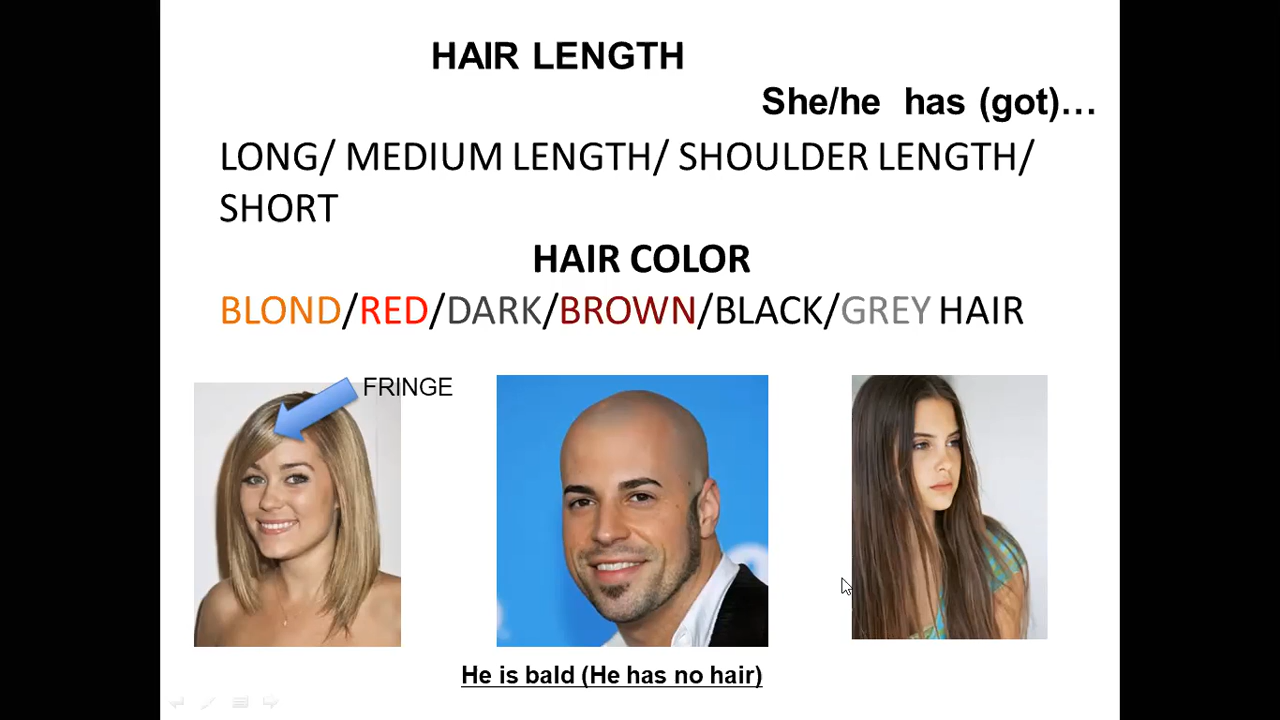 HAIR LENGTH
She/he has (got)…
LONG/ MEDIUM LENGTH/ SHOULDER LENGTH/
SHORT
HAIR COLOR
BLOND/RED/DARK/BROWN/BLACK/GREY HAIR
FRINGE
He is bald (He has no hair)